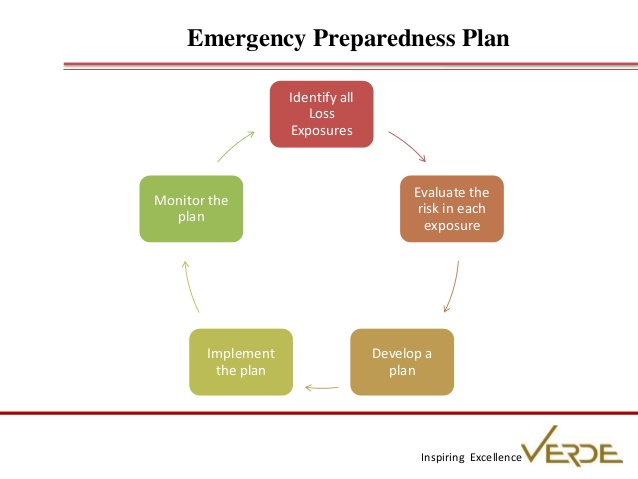 Emergency Preparedness Plan
Identify all
Loss
Exposures
Evaluate the
risk in each
exposure
Develop a
plan
Implement
the plan
Monitor the
plan
Inspiring Excellence
VERDE